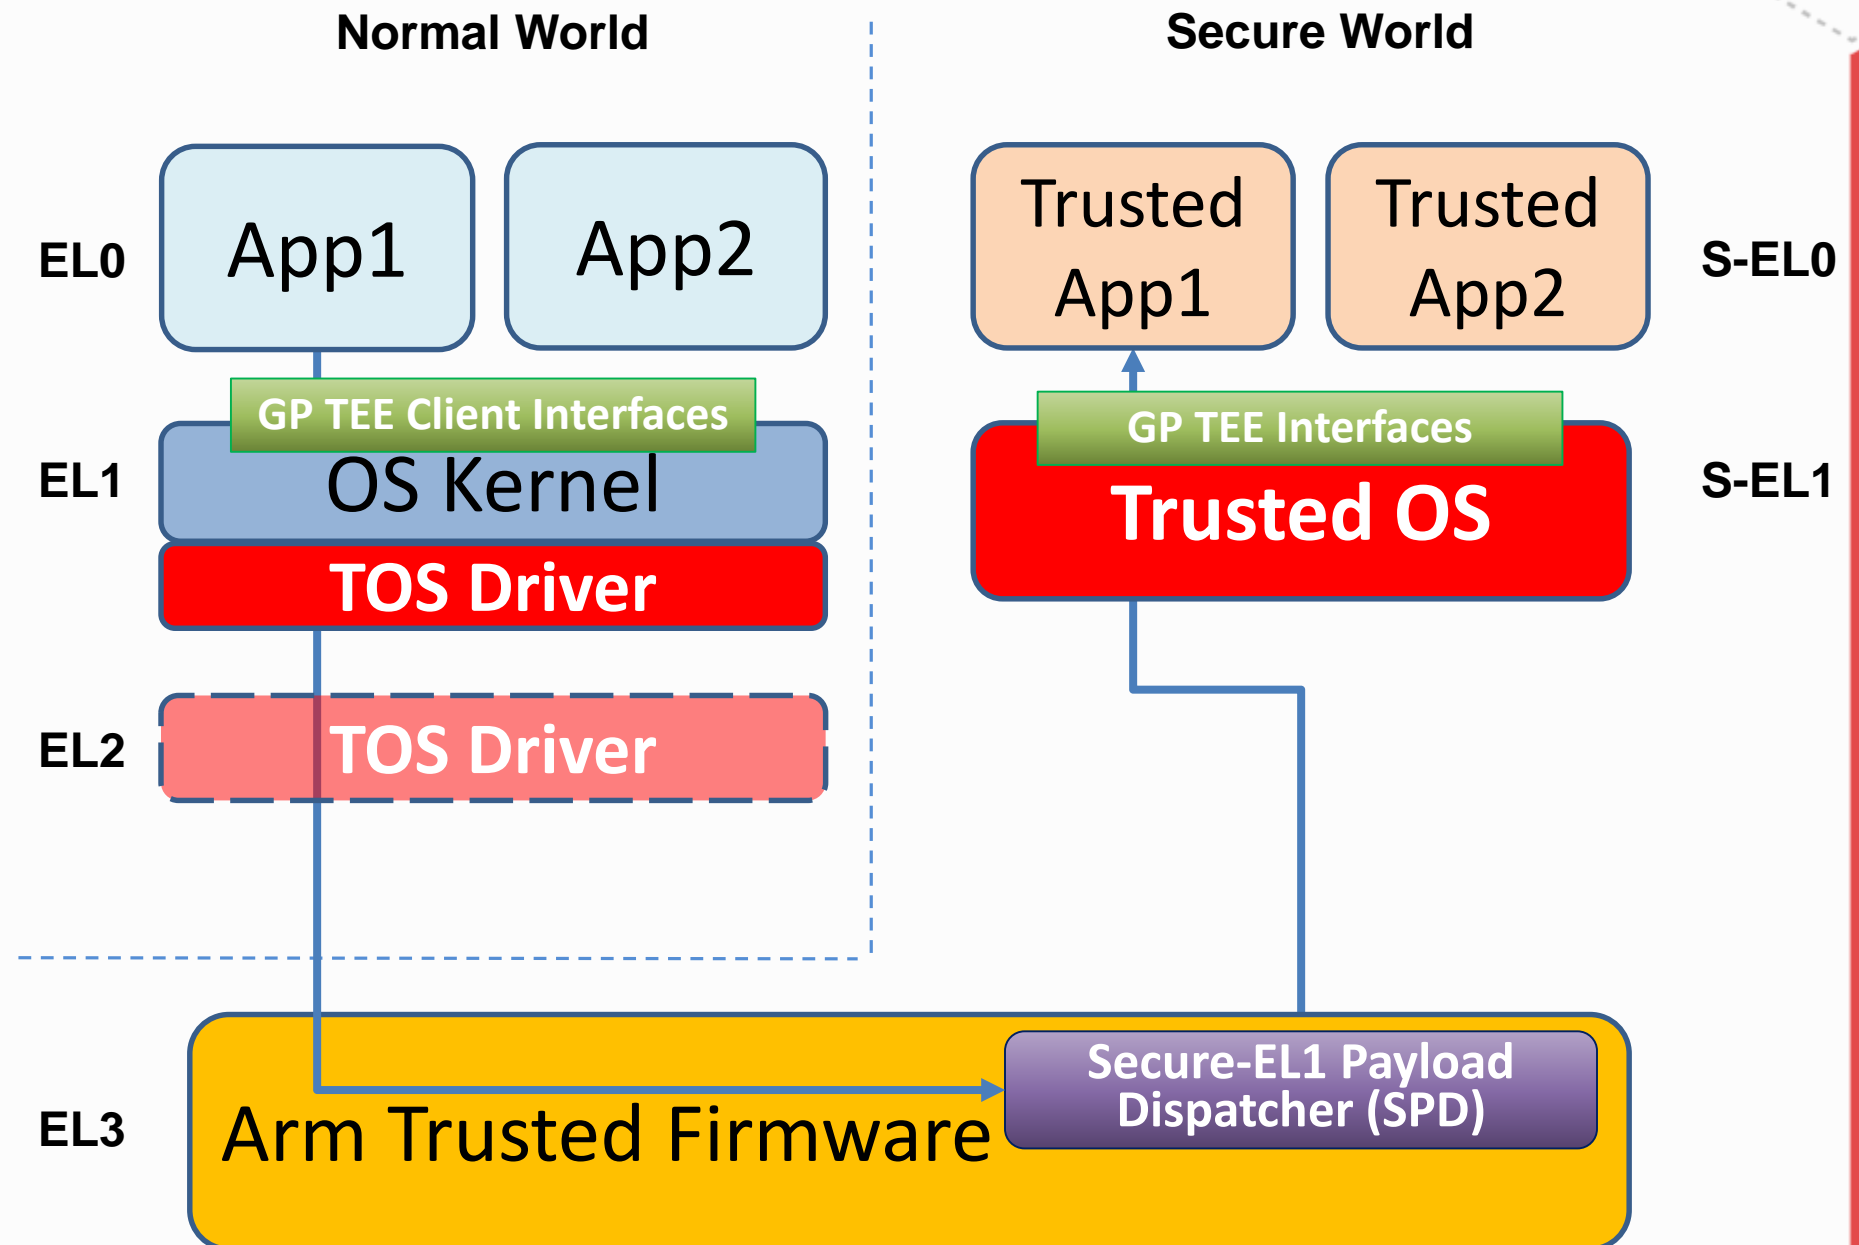 Normal World
Secure World
EL0
App1
App2
Trusted
App1
Trusted
App2
S-EL0
GP TEE Client Interfaces
GP TEE Interfaces
EL1
OS Kernel
Trusted OS
S-EL1
TOS Driver
EL2
TOS Driver
EL3
Arm Trusted Firmware
Secure-EL1 Payload
Dispatcher (SPD)